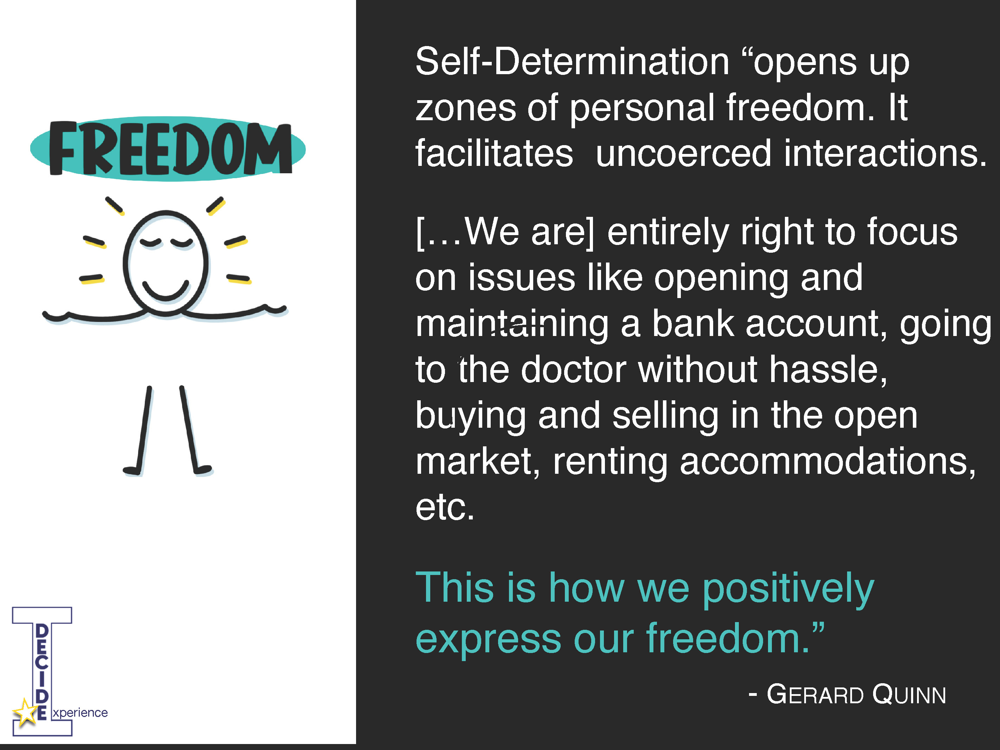 FREEDOM
Self-Determination “opens up
zones of personal freedom. It
facilitates uncoerced interactions.
[…We are] entirely right to focus
on issues like opening and
maintaining a bank account, going
to the doctor without hassle,
buying and selling in the open
market, renting accommodations,
etc.
This is how we positively
express our freedom.”
- GERARD QUINN
I
DECIDE
xperience